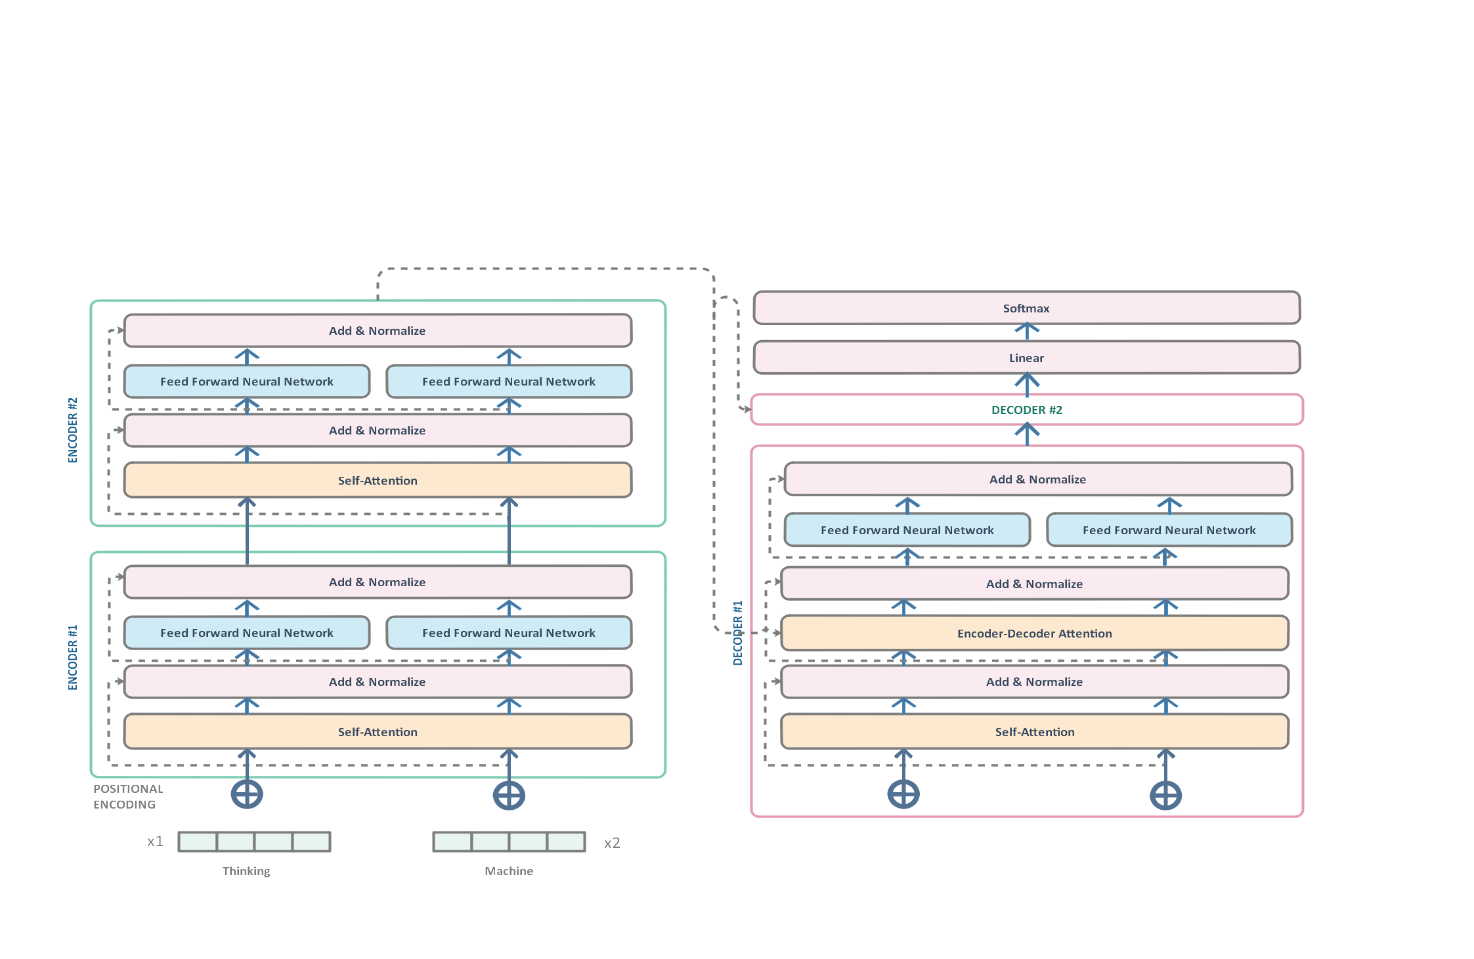 ENCODER #2
Add & Normalize
Feed Forward Neural Network
Feed Forward Neural Network
Add & Normalize
Self-Attention
ENCODER #1
Add & Normalize
Feed Forward Neural Network
Feed Forward Neural Network
Add & Normalize
Self-Attention
POSITIONAL
ENCODING
x1
x2
Thinking
Machine
Softmax
Linear
DECODER #2
DECODER #1
Add & Normalize
Feed Forward Neural Network
Feed Forward Neural Network
Add & Normalize
Encoder-Decoder Attention
Add & Normalize
Self-Attention